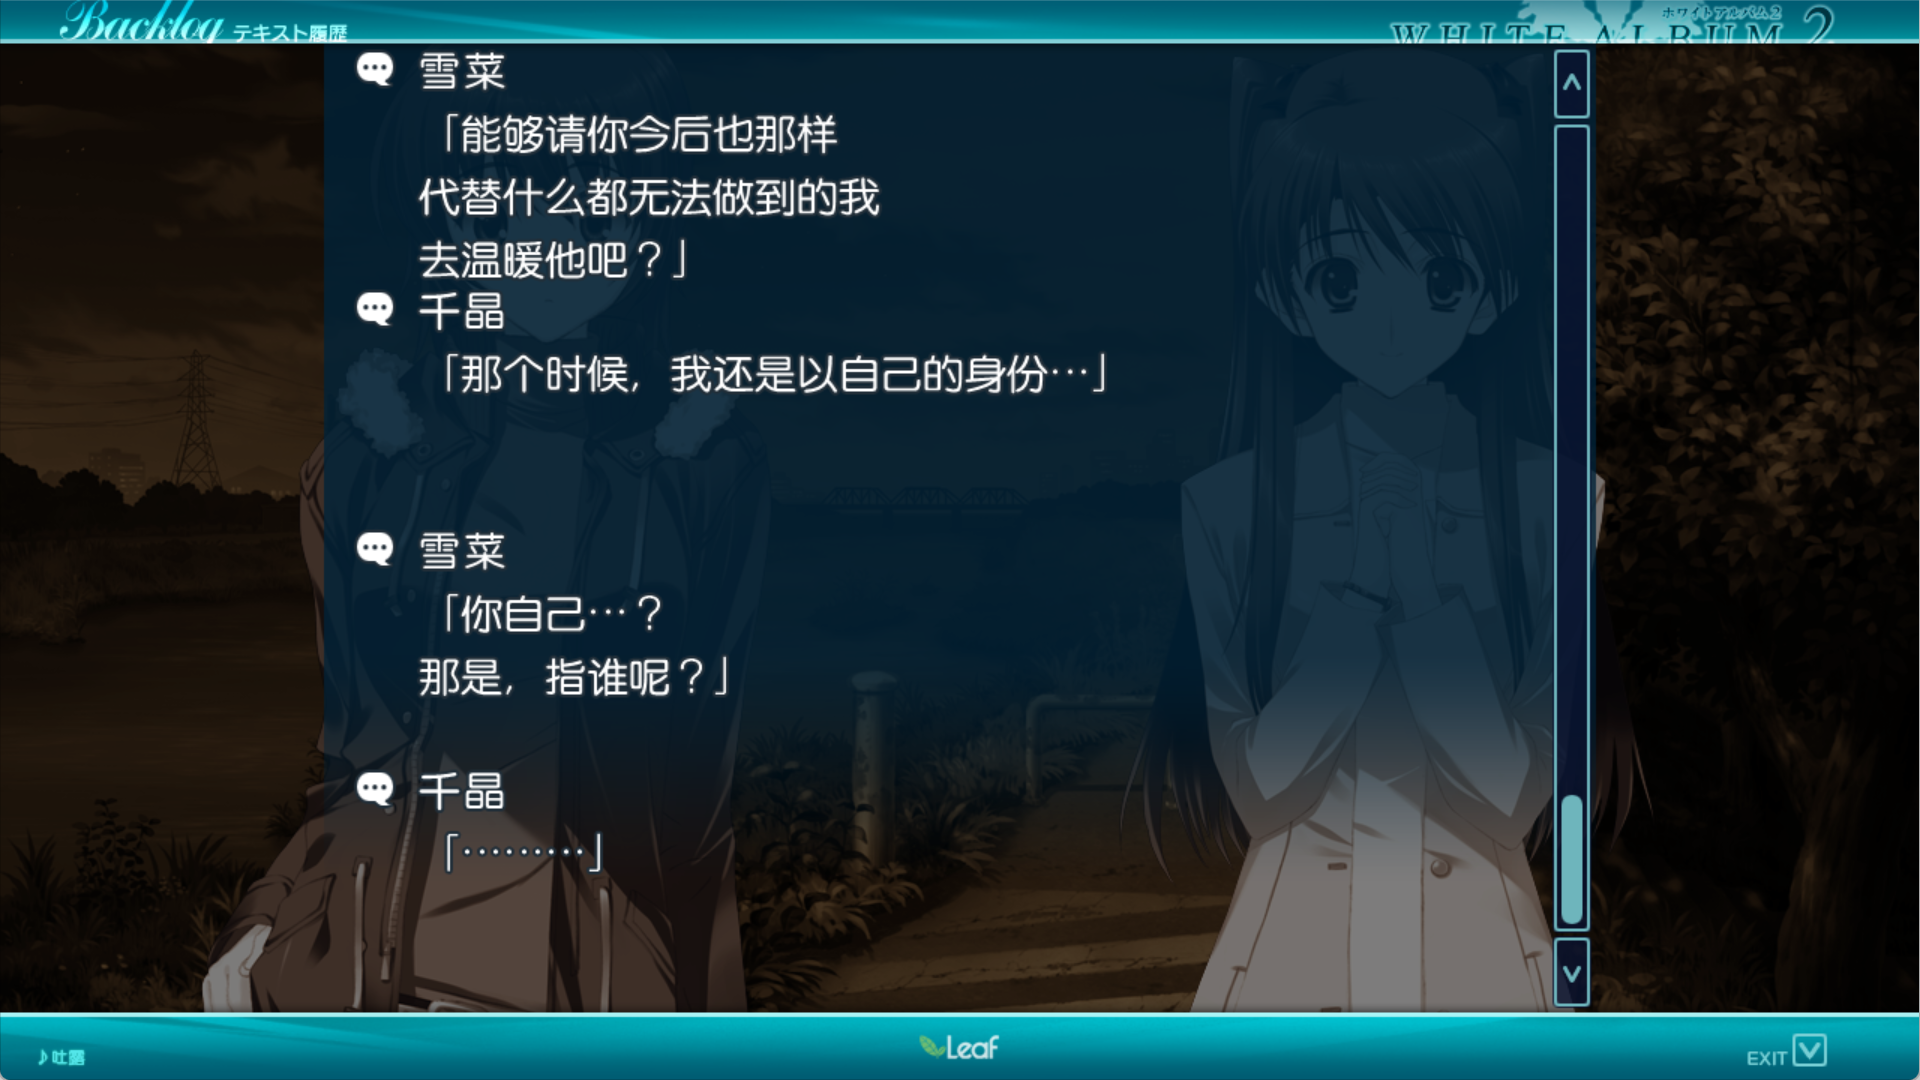 Backlog テキスト履歴
ホワイトアルバム2
WHITE ALBUM 2
雪菜
「能够请你今后也那样
代替什么都无法做到的我
去温暖他吧？」
千晶
「那个时候，我还是以自己的身份…」
雪菜
「你自己…？
那是，指谁呢？」
千晶
「………」
♪吐露
Leaf
EXIT